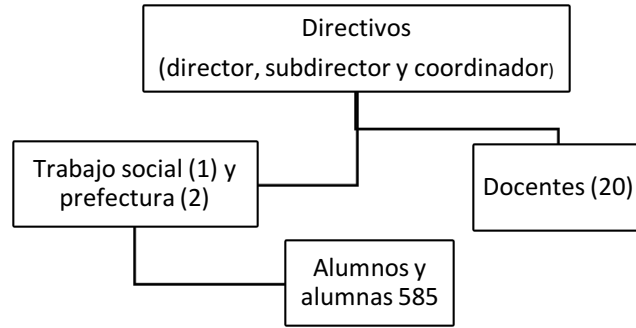 Directivos
(director, subdirector y coordinador)
Trabajo social (1) y
prefectura (2)
Docentes (20)
Alumnos y
alumnas 585